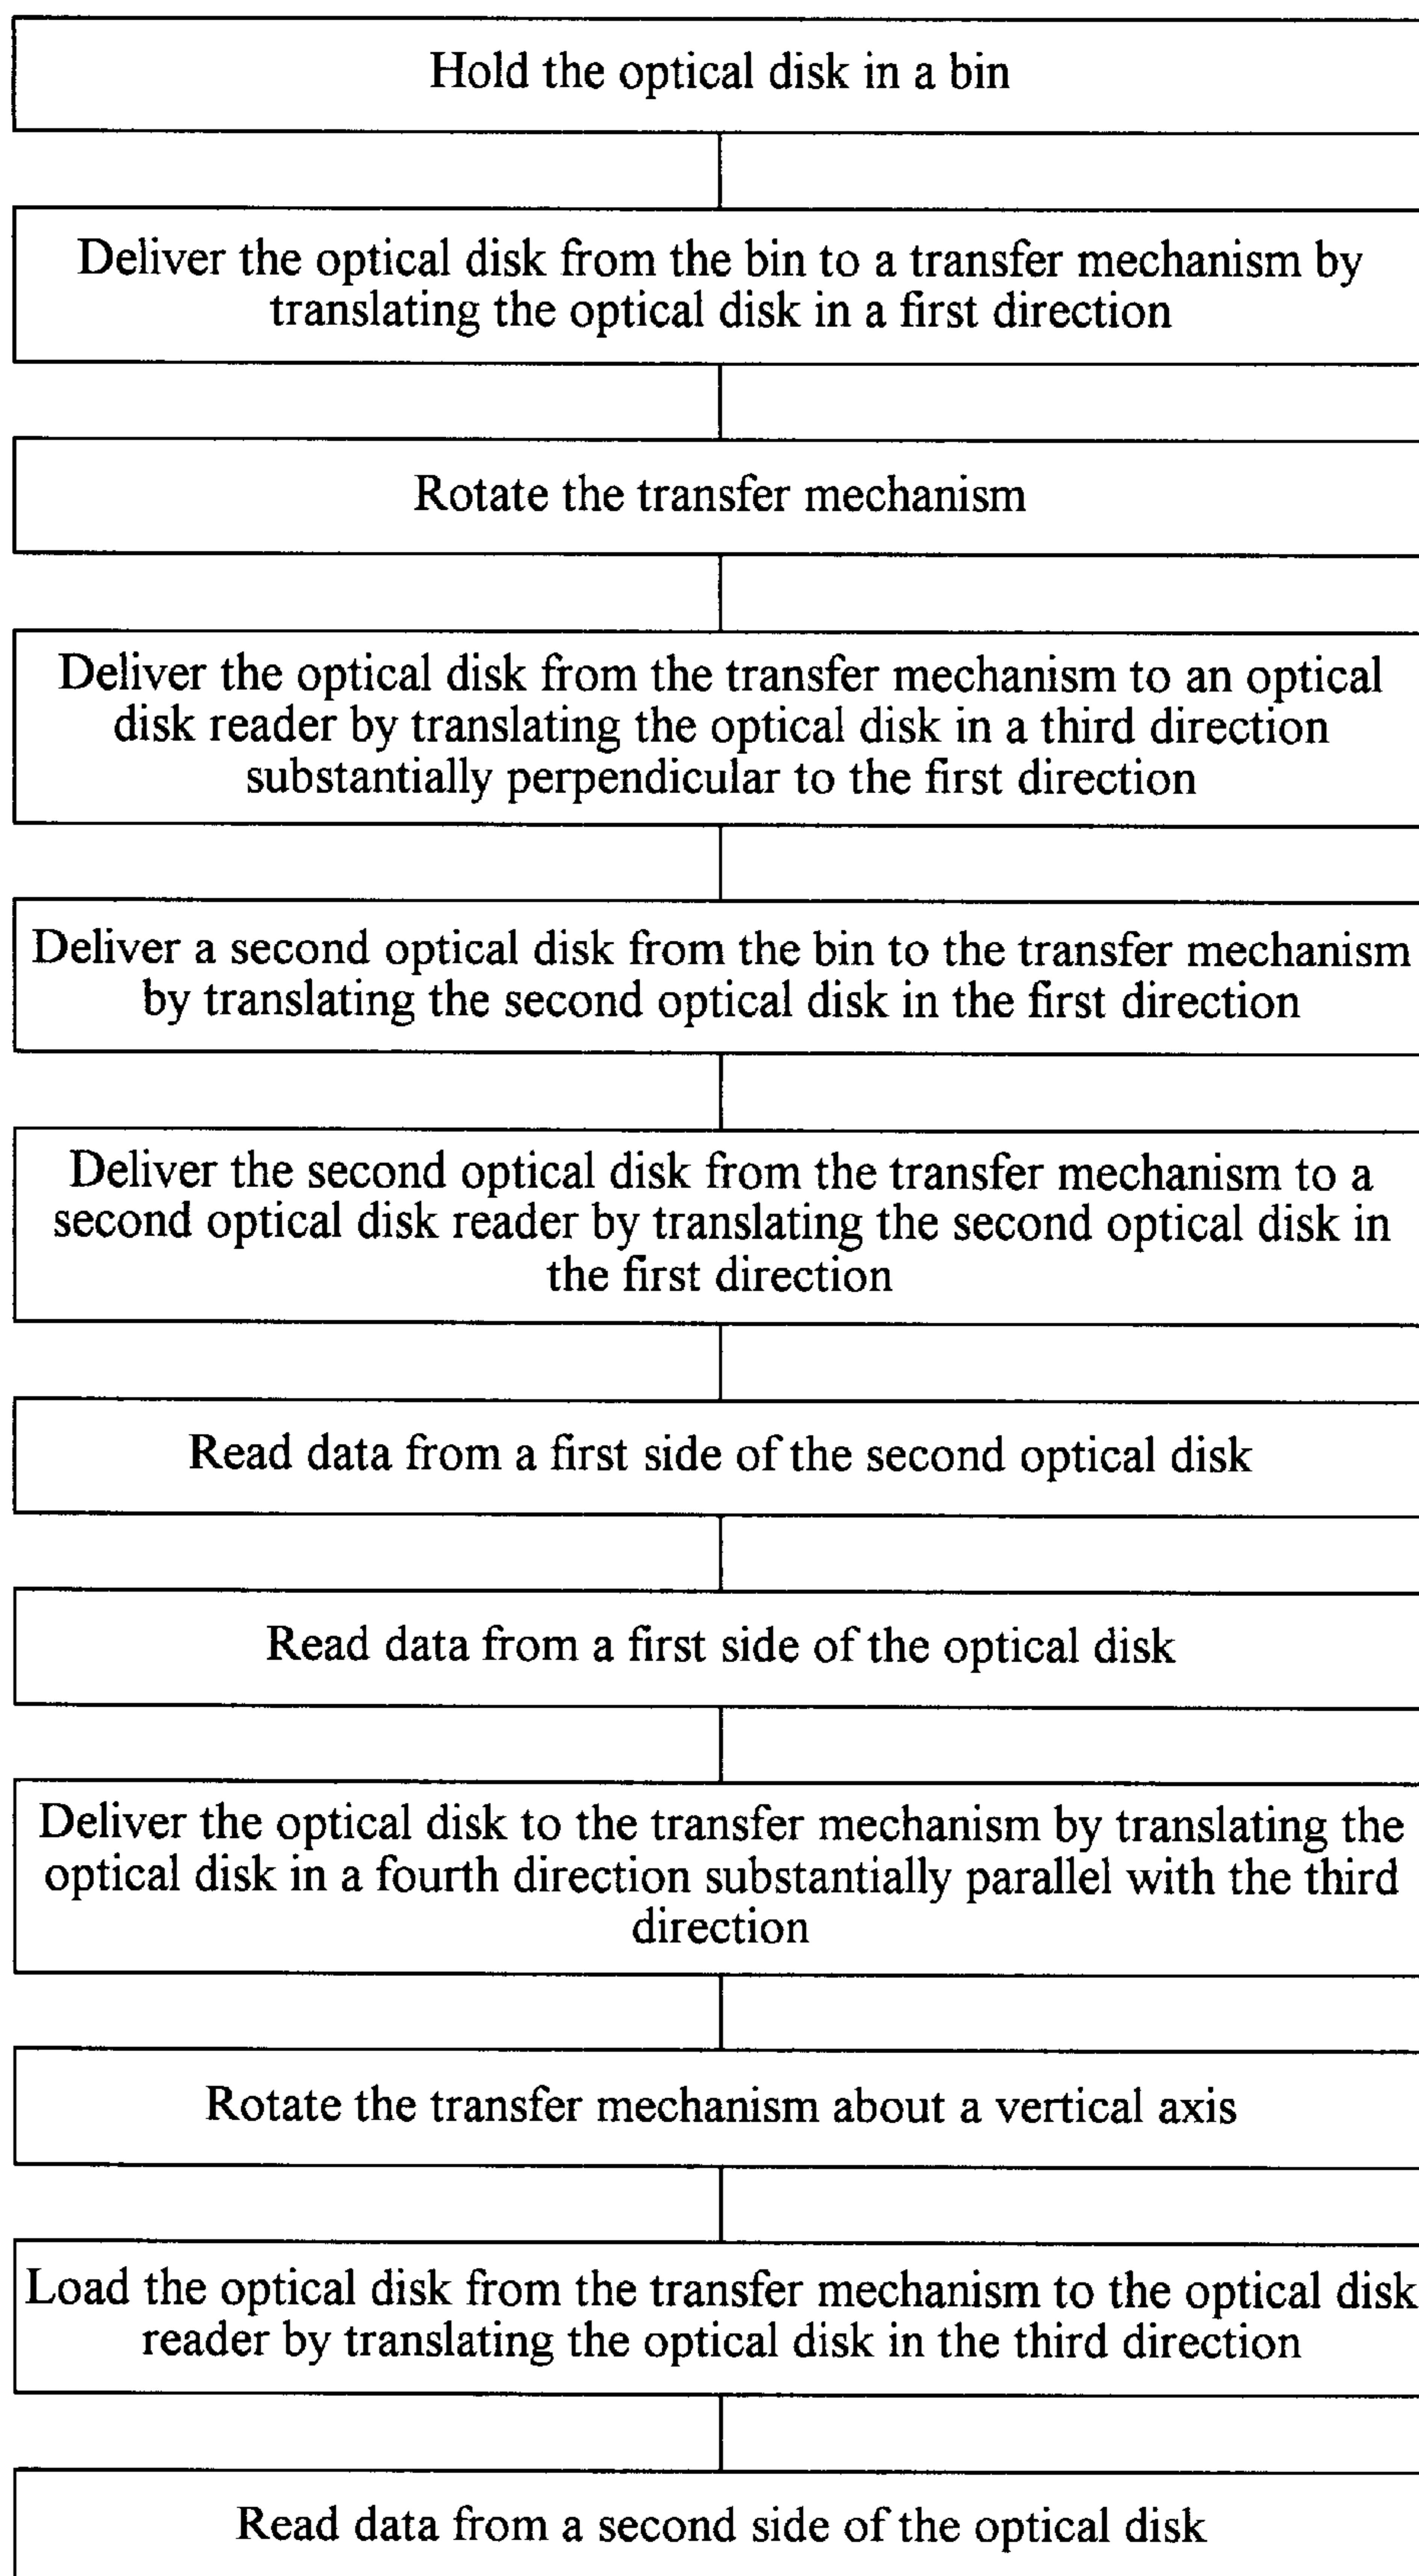 Hold the optical disk in a bin
Deliver the optical disk from the bin to a transfer mechanism by
translating the optical disk in a first direction
Rotate the transfer mechanism
Deliver the optical disk from the transfer mechanism to an optical
disk reader by translating the optical disk in a third direction
substantially perpendicular to the first direction
Deliver a second optical disk from the bin to the transfer mechanism
by translating the second optical disk in the first direction
Deliver the second optical disk from the transfer mechanism to a
second optical disk reader by translating the second optical disk in
the first direction
Read data from a first side of the second optical disk
Read data from a first side of the optical disk
Deliver the optical disk to the transfer mechanism by translating the
optical disk in a fourth direction substantially parallel with the third
direction
Rotate the transfer mechanism about a vertical axis
Load the optical disk from the transfer mechanism to the optical disk
reader by translating the optical disk in the third direction
Read data from a second side of the optical disk